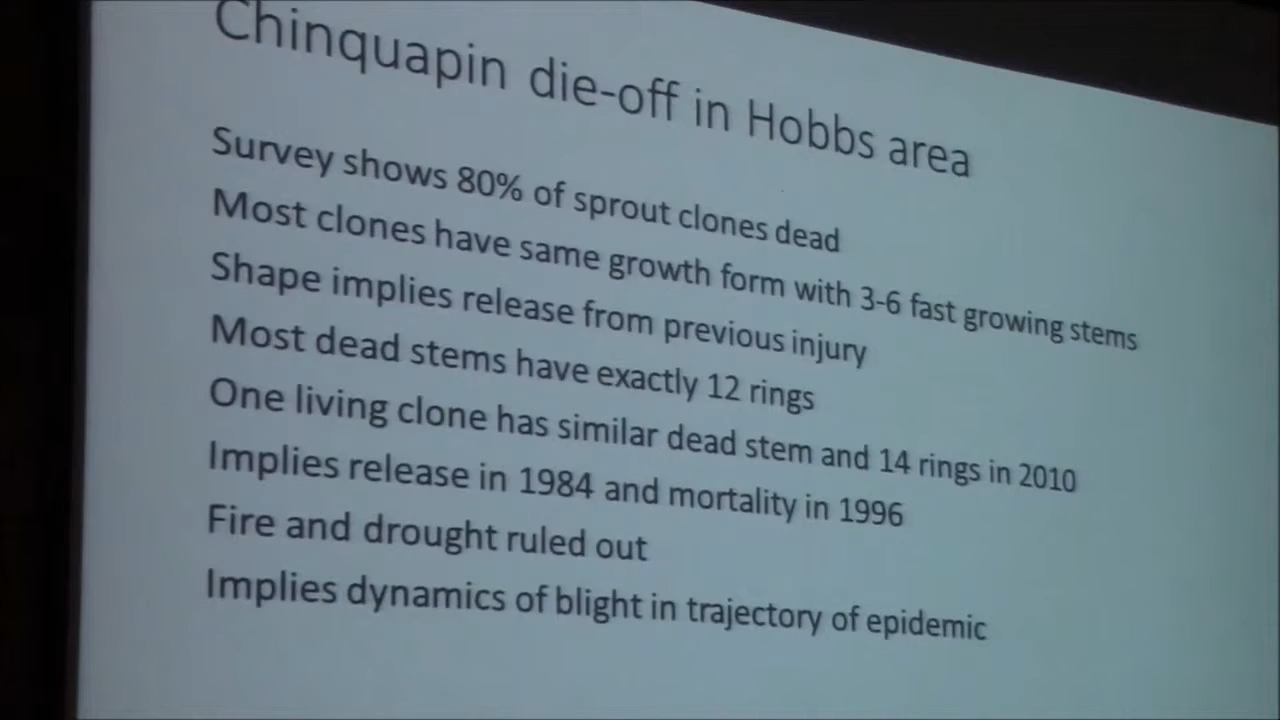 Chinquapin die-off in Hobbs area
Survey shows 80% of sprout clones dead
Most clones have same growth form with 3-6 fast growing stems
Shape implies release from previous injury
Most dead stems have exactly 12 rings
One living clone has similar dead stem and 14 rings in 2010
Implies release in 1984 and mortality in 1996
Fire and drought ruled out
Implies dynamics of blight in trajectory of epidemic